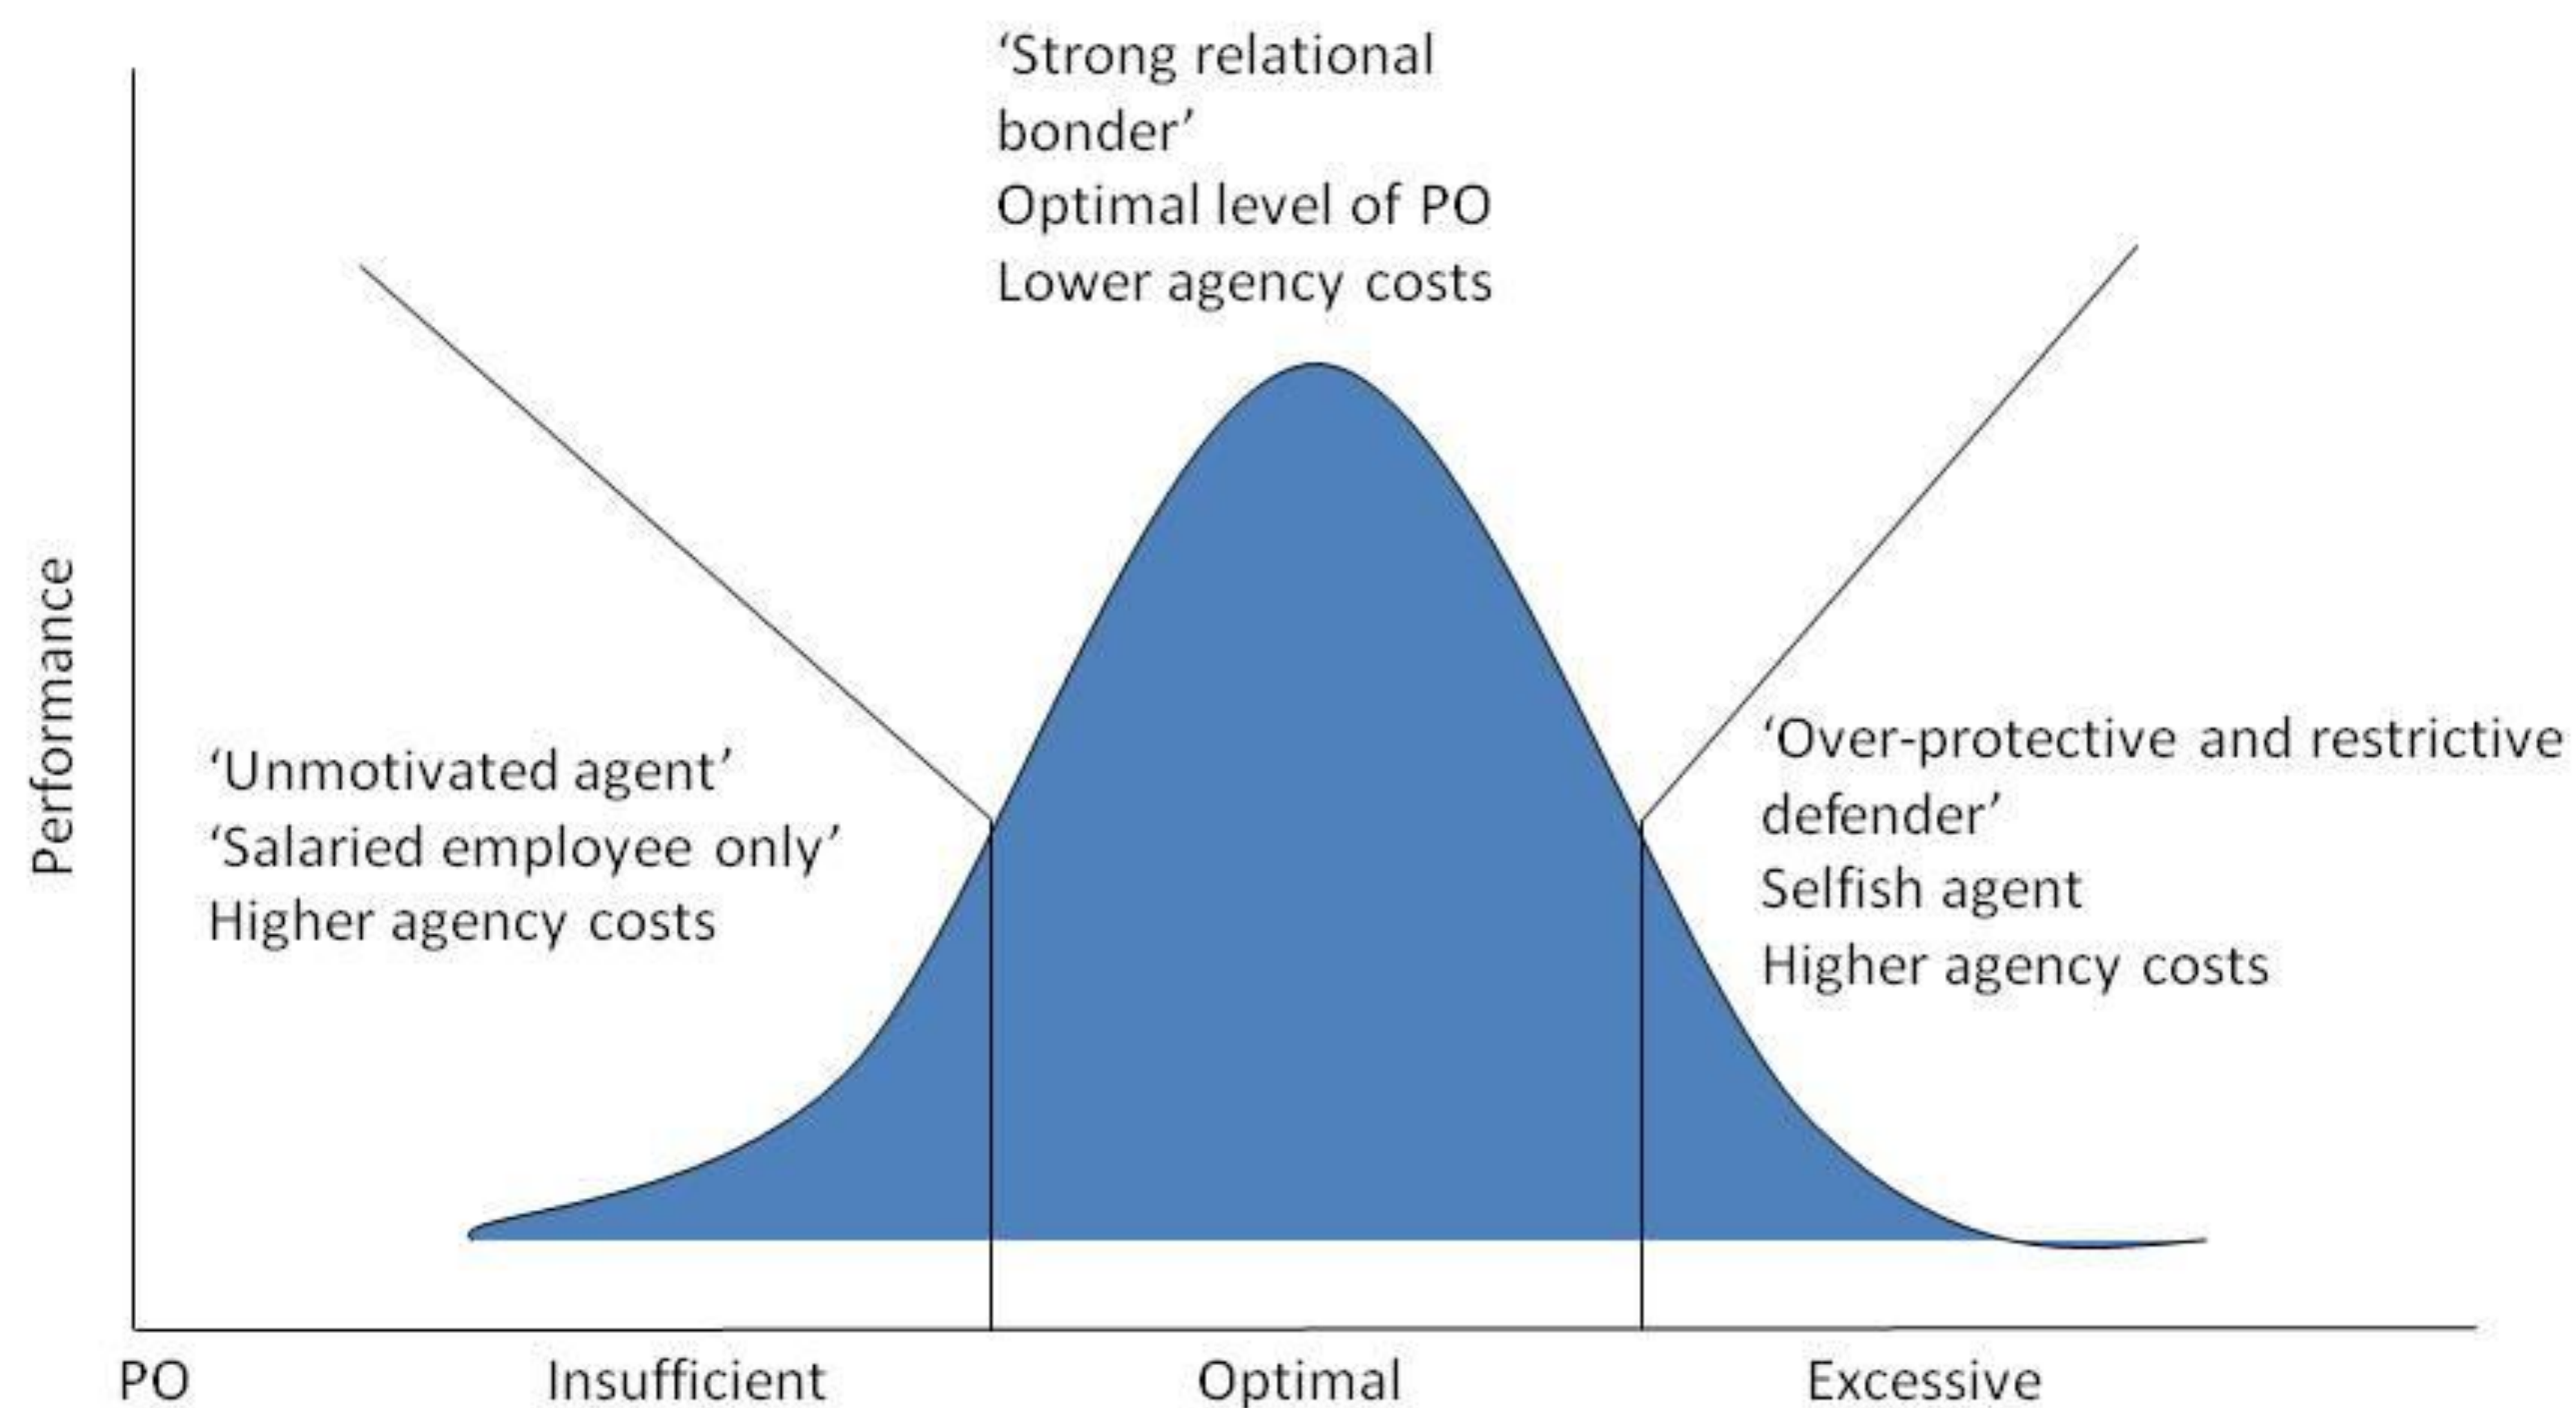 ‘Strong relational
bonder’
Optimal level of PO
Lower agency costs
Performance
‘Unmotivated agent’
‘Salaried employee only’
Higher agency costs
‘Over-protective and restrictive
defender’
Selfish agent
Higher agency costs
PO Insufficient Optimal Excessive